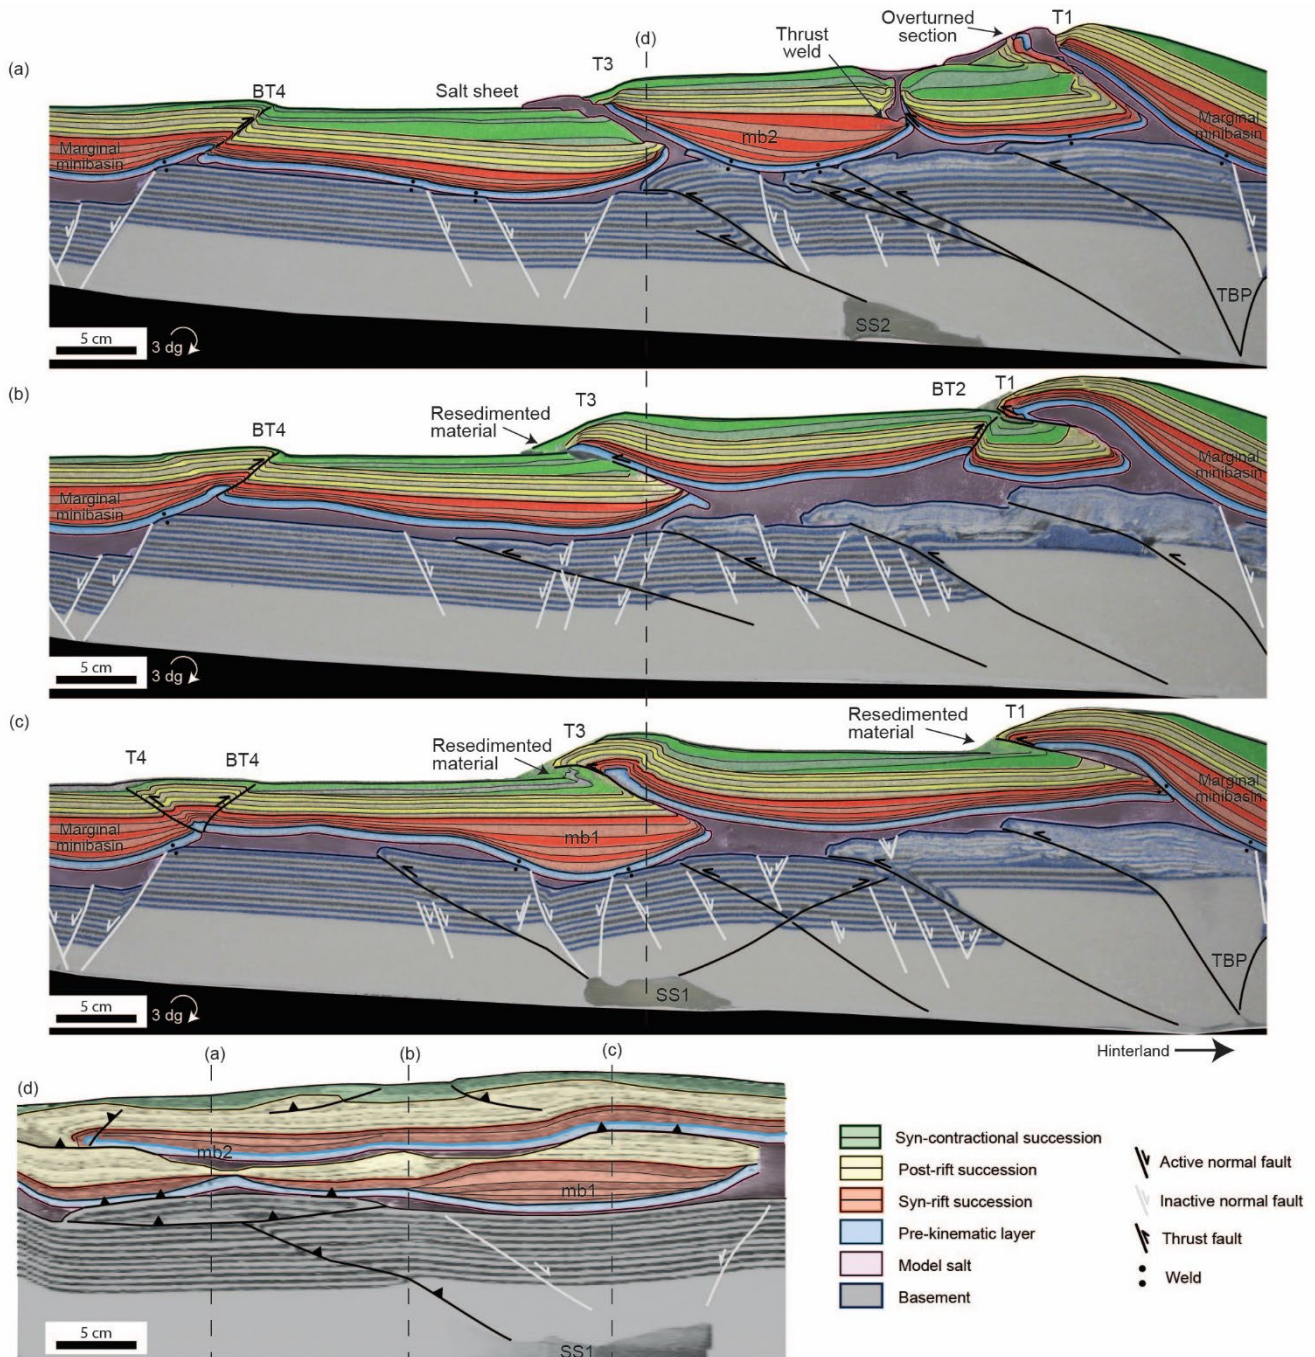 (a)
BT4
Salt sheet
T3
(d)
Thrust
weld
Overturned
section
T1
Marginal
minibasin
mb2
Marginal
minibasin
SS2
TBP
5 cm
3 dg
(b)
BT4
Resedimented
material
T3
BT2
T1
Marginal
minibasin
Marginal
minibasin
5 cm
3 dg
(c)
T4
BT4
Resedimented
material
T3
Resedimented
material
T1
Marginal
minibasin
mb1
Marginal
minibasin
SS1
TBP
5 cm
3 dg
Hinterland
(a)
(b)
(c)
(d)
mb2
mb1
5 cm
SS1
Syn-contractional succession
Post-rift succession
Syn-rift succession
Pre-kinematic layer
Model salt
Basement
Active normal fault
Inactive normal fault
Thrust fault
Weld